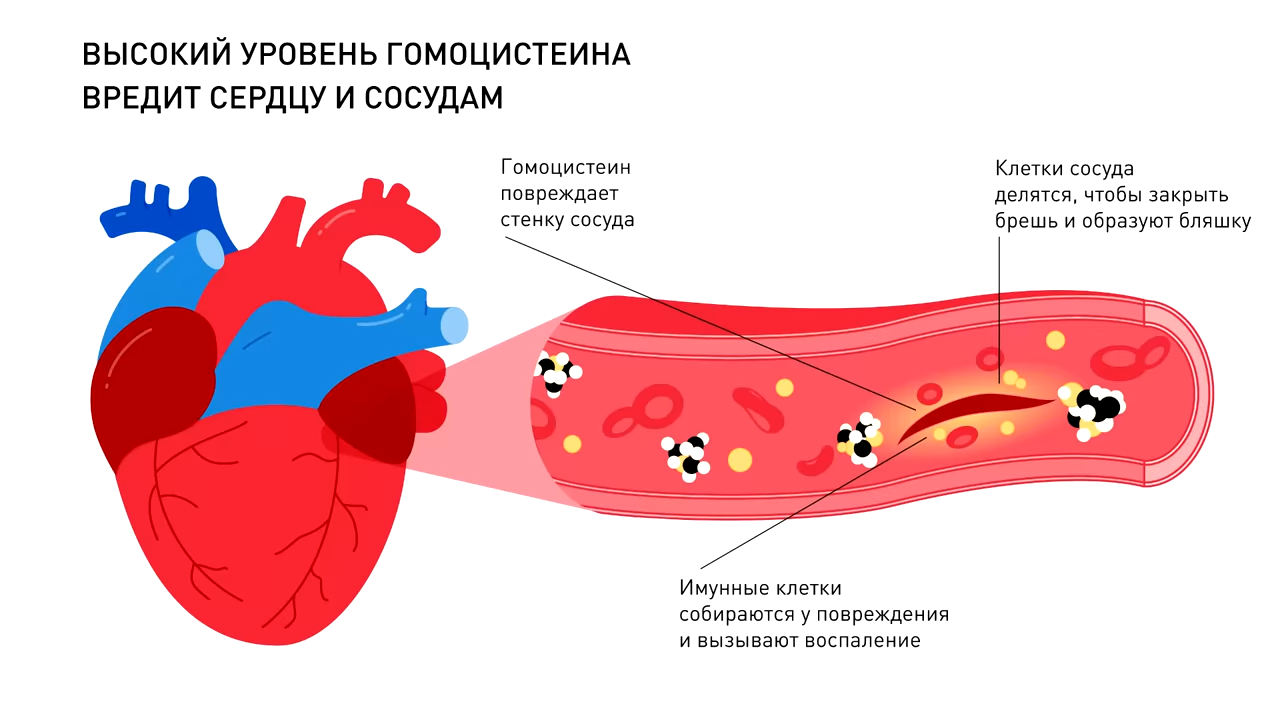 ВЫСОКИЙ УРОВЕНЬ ГОМОЦИСТЕИНА
ВРЕДИТ СЕРДЦУ И СОСУДАМ
Гомоцистеин
повреждает
стенку сосуда
Клетки сосуда
делятся, чтобы закрыть
брешь и образуют бляшку
Имунные клетки
собираются у повреждения
и вызывают воспаление